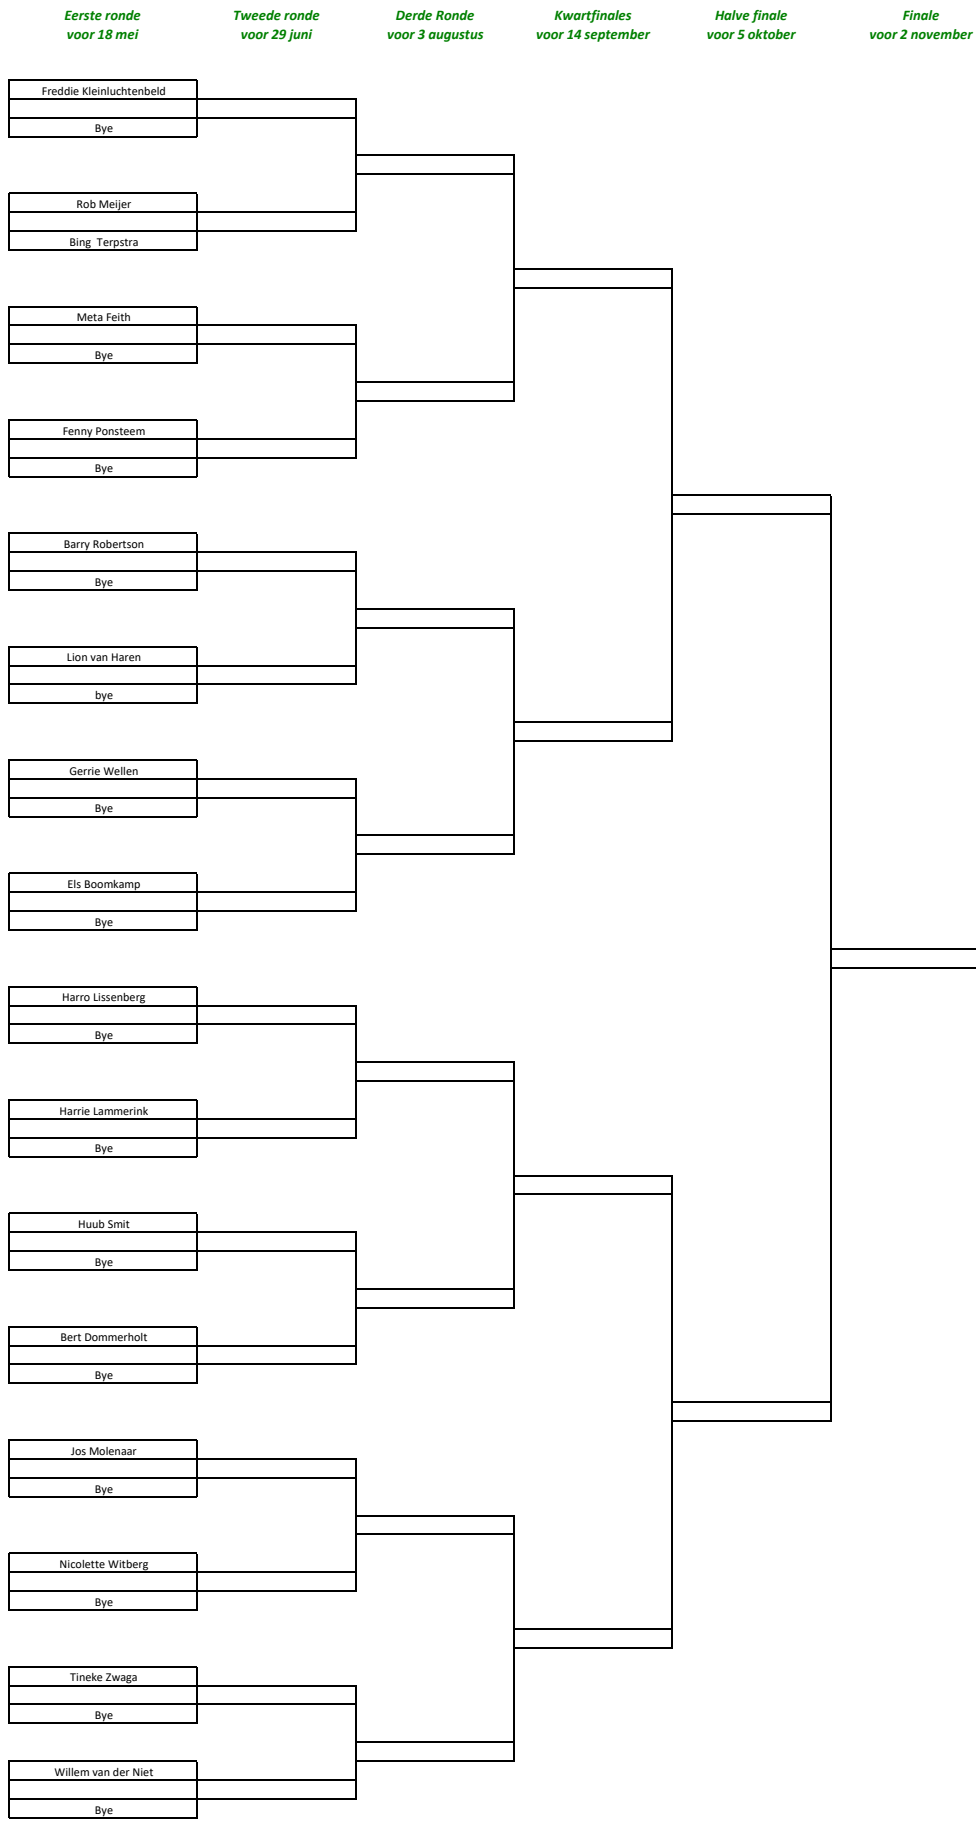 Eerste ronde
voor 18 mei
Tweede ronde
voor 29 juni
Derde Ronde
voor 3 augustus
Kwartfinales
voor 14 september
Halve finale
voor 5 oktober
Finale
voor 2 november
Freddie Kleinluchtenbeld
Bye
Rob Meijer
Bing Terpstra
Meta Feith
Bye
Fenny Ponsteem
Bye
Barry Robertson
Bye
Lion van Haren
bye
Gerrie Wellen
Bye
Els Boomkamp
Bye
Harro Lissenberg
Bye
Harrie Lammerink
Bye
Huub Smit
Bye
Bert Dommerholt
Bye
Jos Molenaar
Bye
Nicolette Witberg
Bye
Tineke Zwaga
Bye
Willem van der Niet
Bye